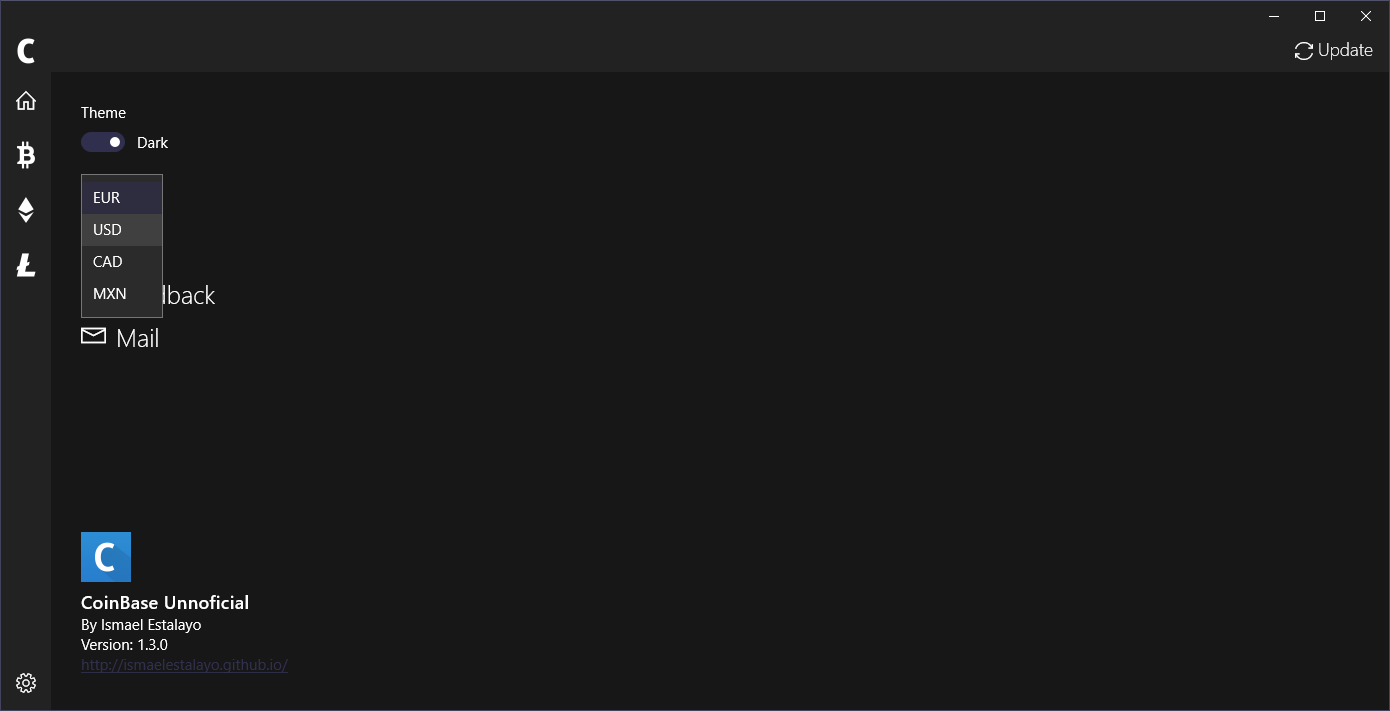 C
Update
Theme
Dark
EUR
USD
CAD
MXN
dback
Mail
C
CoinBase Unnoficial
By Ismael Estalayo
Version: 1.3.0
http://ismaelestalayo.github.io/